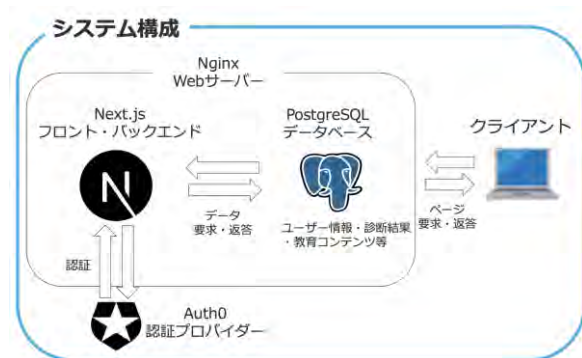 システム構成
Nginx
Webサーバー
Next.js
フロント・バックエンド
PostgreSQL
データベース
クライアント
データ
要求・返答
ユーザー情報・診断結果
・教育コンテンツ等
ページ
要求・返答
認証
Auth0
認証プロバイダー